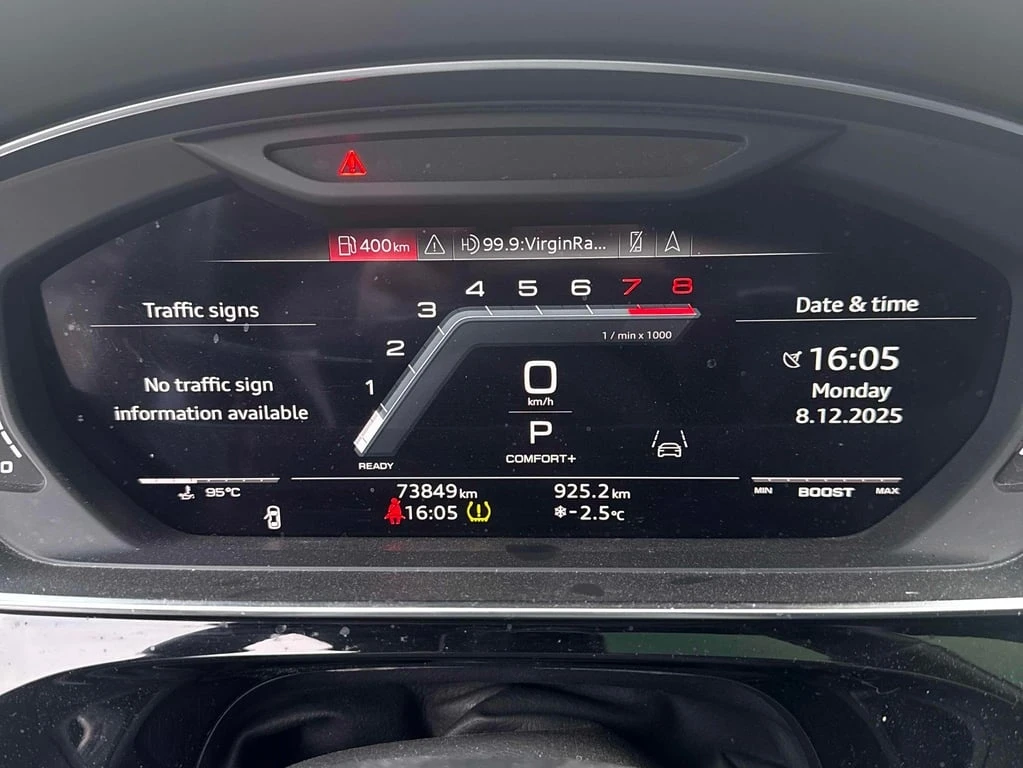 400km
99.9:VirginRa...
3 4 5 6 7 8
2
1
1 / min x 1000
Traffic signs
No traffic sign
information available
0
km/h
P
COMFORT+
READY
Date & time
16:05
Monday
8.12.2025
95°C
73849km
925.2km
16:05
-2.5°C
MIN BOOST MAX
0